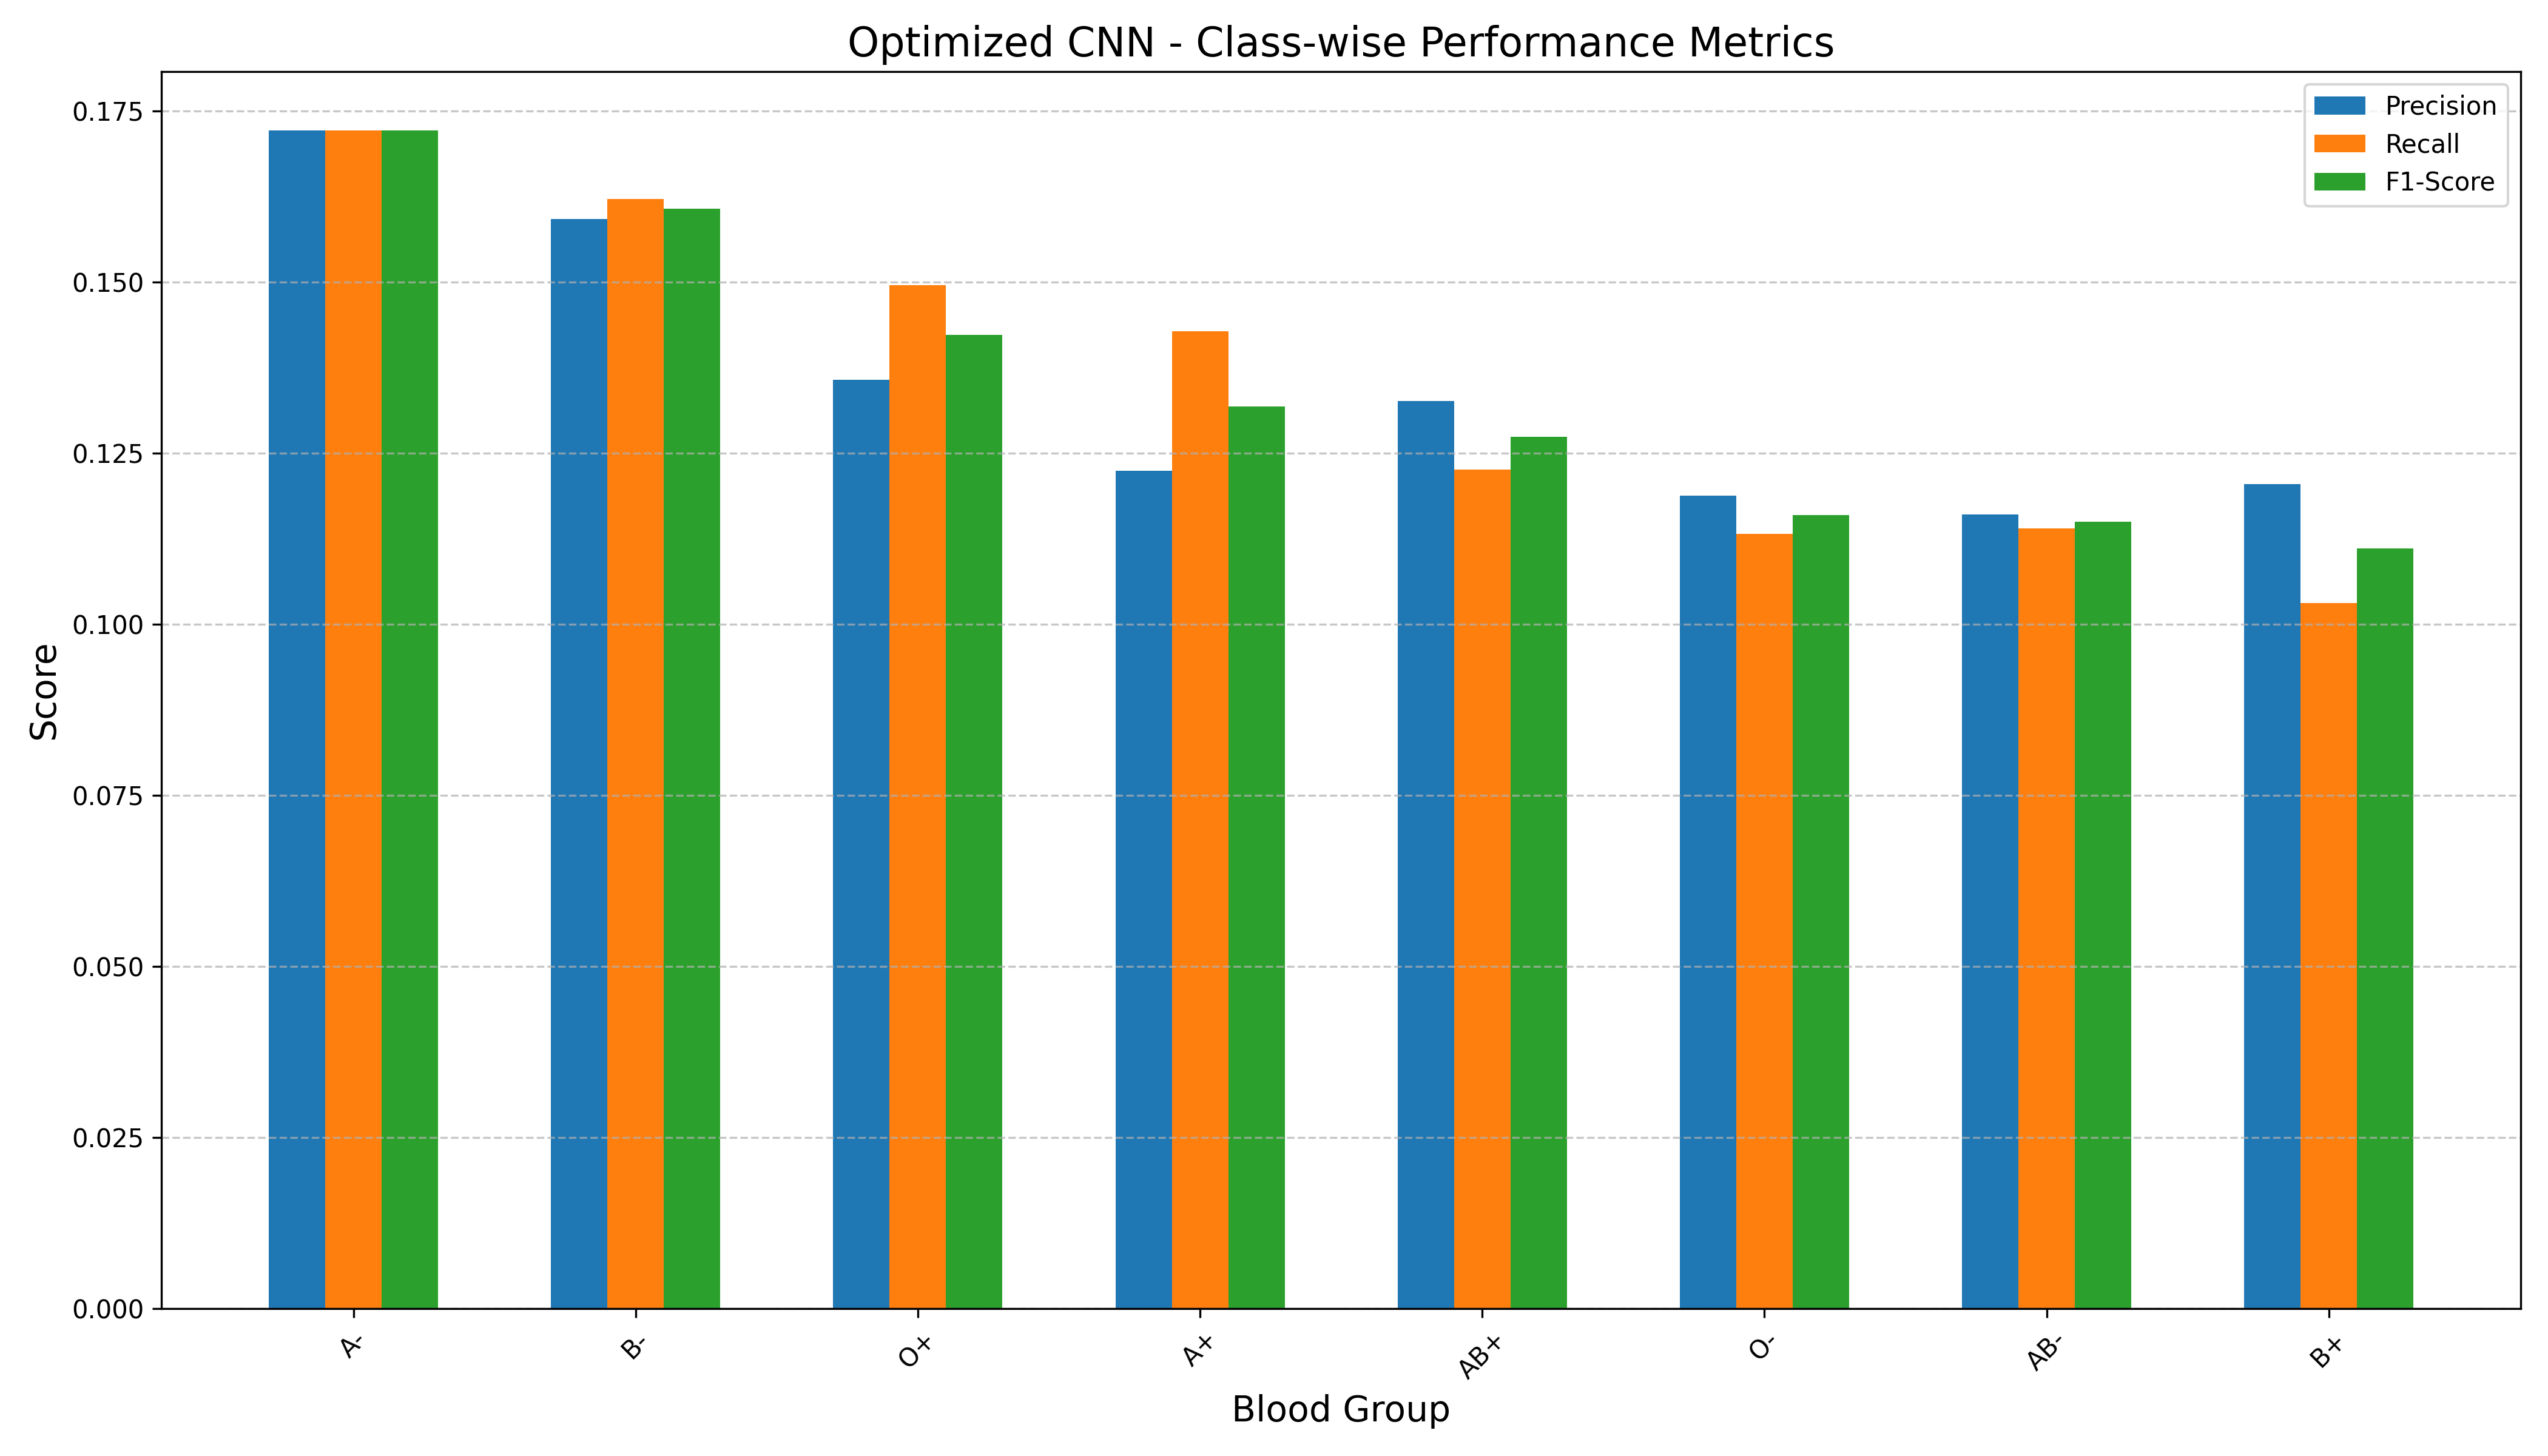 Optimized CNN - Class-wise Performance Metrics
Precision
Recall
F1-Score
0.175
0.150
0.125
0.100
0.075
0.050
0.025
0.000
Score
A-
B-
O+
A+
AB+
O-
AB-
B+
Blood Group